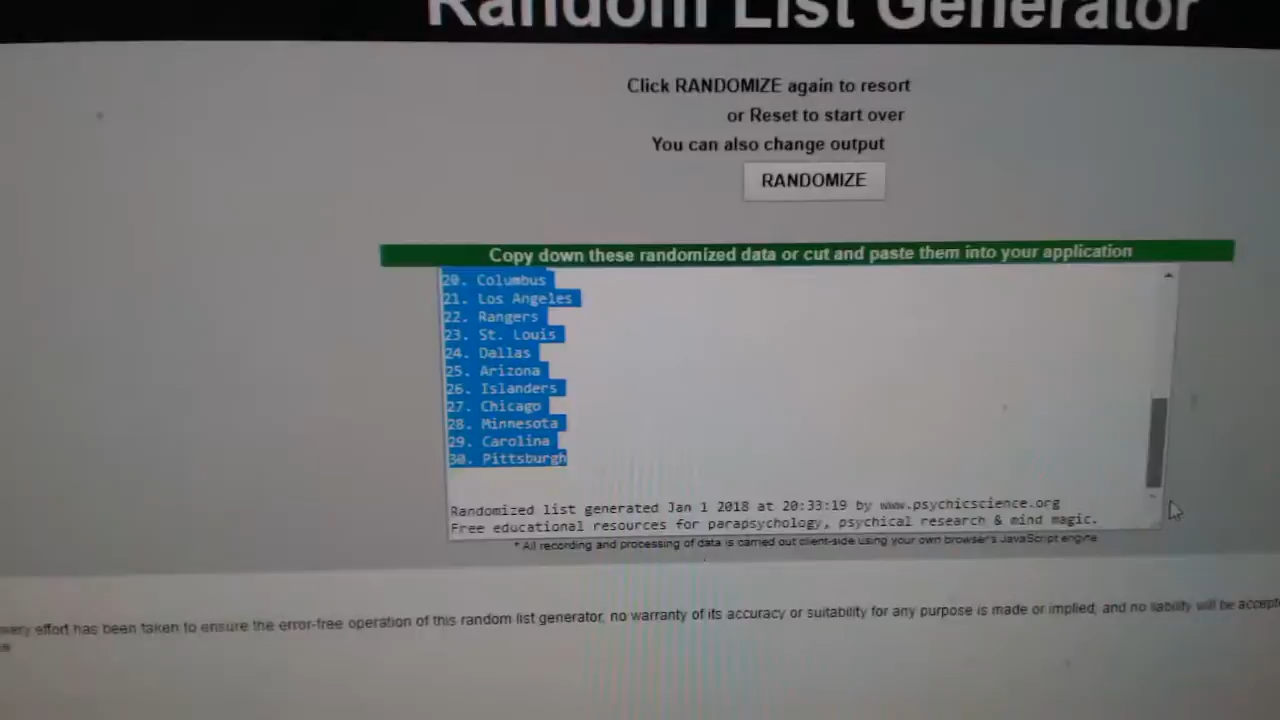 Random List Generator
Click RANDOMIZE again to resort
or Reset to start over
You can also change output
RANDOMIZE
Copy down these randomized data or cut and paste them into your application
20. Columbus
21. Los Angeles
22. Rangers
23. St. Louis
24. Dallas
25. Arizona
26. Islanders
27. Chicago
28. Minnesota
29. Carolina
30. Pittsburgh
Randomized list generated Jan 1 2018 at 20:33:19 by www.psychicscience.org
Free educational resources for parapsychology, psychical research & mind magic.
* All recording and processing of data is carried out client-side using your own browser's JavaScript engine
effort has been taken to ensure the error-free operation of this random list generator, no warranty of its accuracy or suitability for any purpose is made or implied, and no liability will be